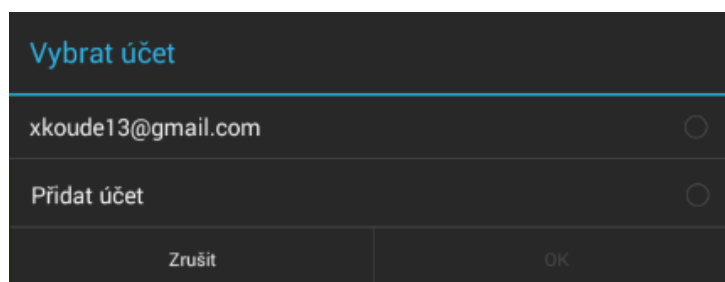 Vybrat účet
xkoude13@gmail.com
Přidat účet
Zrušit
OK